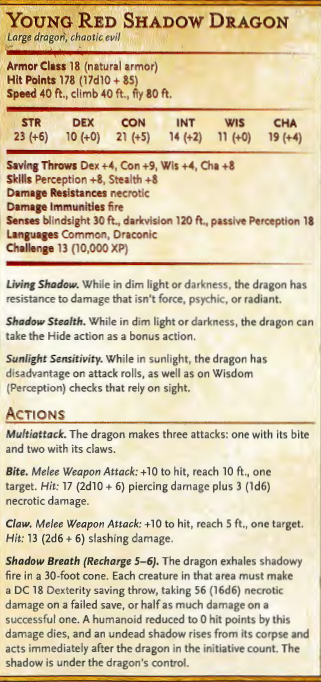 Young Red Shadow Dragon
Large dragon, chaotic evil
Armor Class 18 (natural armor)
Hit Points 178 (17d10 + 85)
Speed 40 ft., climb 40 ft., fly 80 ft.
STR DEX CON INT WIS CHA
23 (+6) 10 (+0) 21 (+5) 14 (+2) 11 (+0) 19 (+4)
Saving Throws Dex +4, Con +9, Wis +4, Cha +8
Skills Perception +8, Stealth +8
Damage Resistances necrotic
Damage Immunities fire
Senses blindsight 30 ft., darkvision 120 ft., passive Perception 18
Languages Common, Draconic
Challenge 13 (10,000 XP)
Living Shadow. While in dim light or darkness, the dragon has
resistance to damage that isn't force, psychic, or radiant.
Shadow Stealth. While in dim light or darkness, the dragon can
take the Hide action as a bonus action.
Sunlight Sensitivity. While in sunlight, the dragon has
disadvantage on attack rolls, as well as on Wisdom
(Perception) checks that rely on sight.
Actions
Multiattack. The dragon makes three attacks: one with its bite
and two with its claws.
Bite. Melee Weapon Attack: +10 to hit, reach 10 ft., one
target. Hit: 17 (2d10 + 6) piercing damage plus 3 (1d6)
necrotic damage.
Claw. Melee Weapon Attack: +10 to hit, reach 5 ft., one target.
Hit: 13 (2d6 + 6) slashing damage.
Shadow Breath (Recharge 5–6). The dragon exhales shadowy
fire in a 30-foot cone. Each creature in that area must make
a DC 18 Dexterity saving throw, taking 56 (16d6) necrotic
damage on a failed save, or half as much damage on a
successful one. A humanoid reduced to 0 hit points by this
damage dies, and an undead shadow rises from its corpse and
acts immediately after the dragon in the initiative count. The
shadow is under the dragon's control.